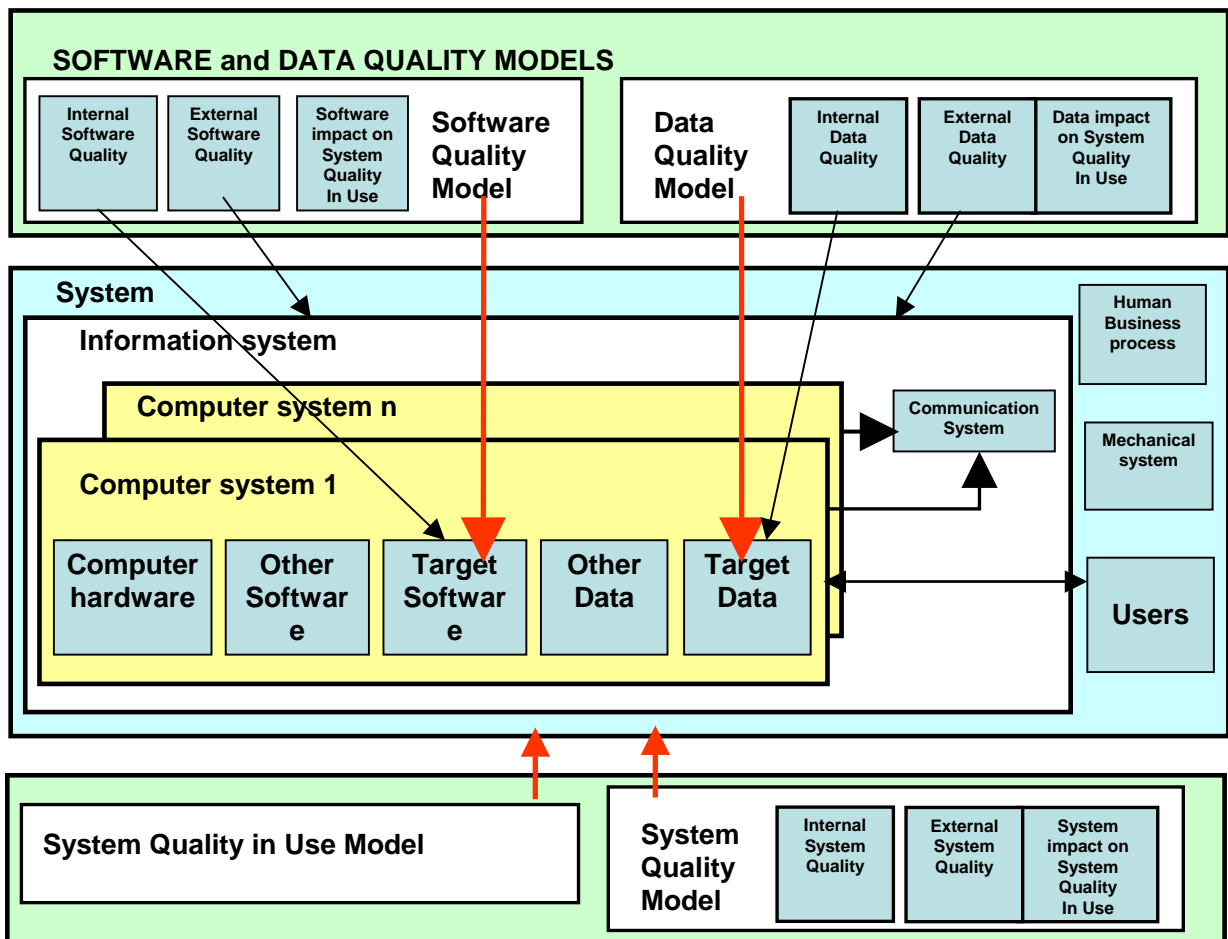 SOFTWARE and DATA QUALITY MODELS
Internal
Software
Quality
External
Software
Quality
Software
impact on
System
Quality
In Use
Software
Quality
Model
Data
Quality
Model
Internal
Data
Quality
External
Data
Quality
Data impact
on System
Quality
In Use
System
Information system
Computer system n
Computer system 1
Computer
hardware
Other
Softwar
e
Target
Softwar
e
Other
Data
Target
Data
Communication
System
Human
Business
process
Mechanical
system
Users
System Quality in Use Model
System
Quality
Model
Internal
System
Quality
External
System
Quality
System
impact on
System
Quality
In Use